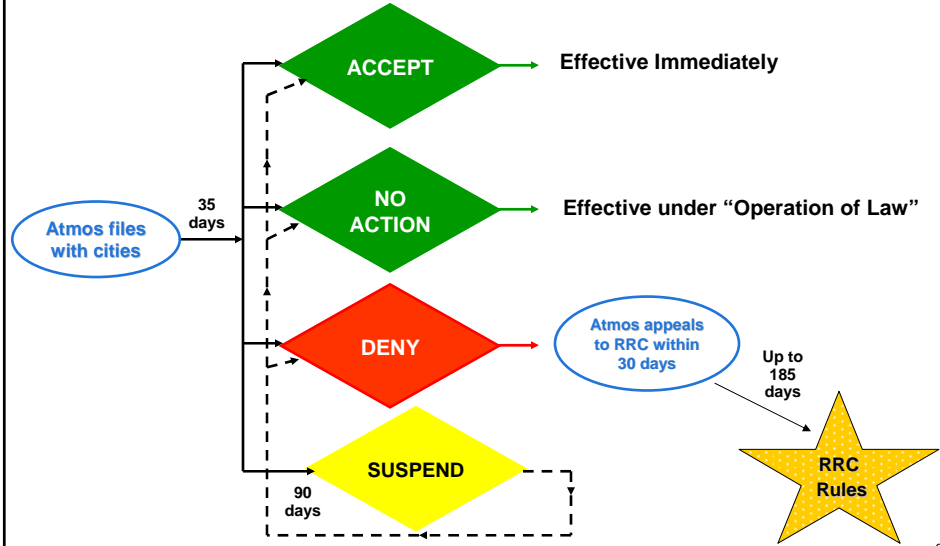 ACCEPT
Effective Immediately
35
days
NO
ACTION
Effective under “Operation of Law”
Atmos files
with cities
DENY
Atmos appeals
to RRC within
30 days
Up to
185
days
SUSPEND
90
days
RRC
Rules